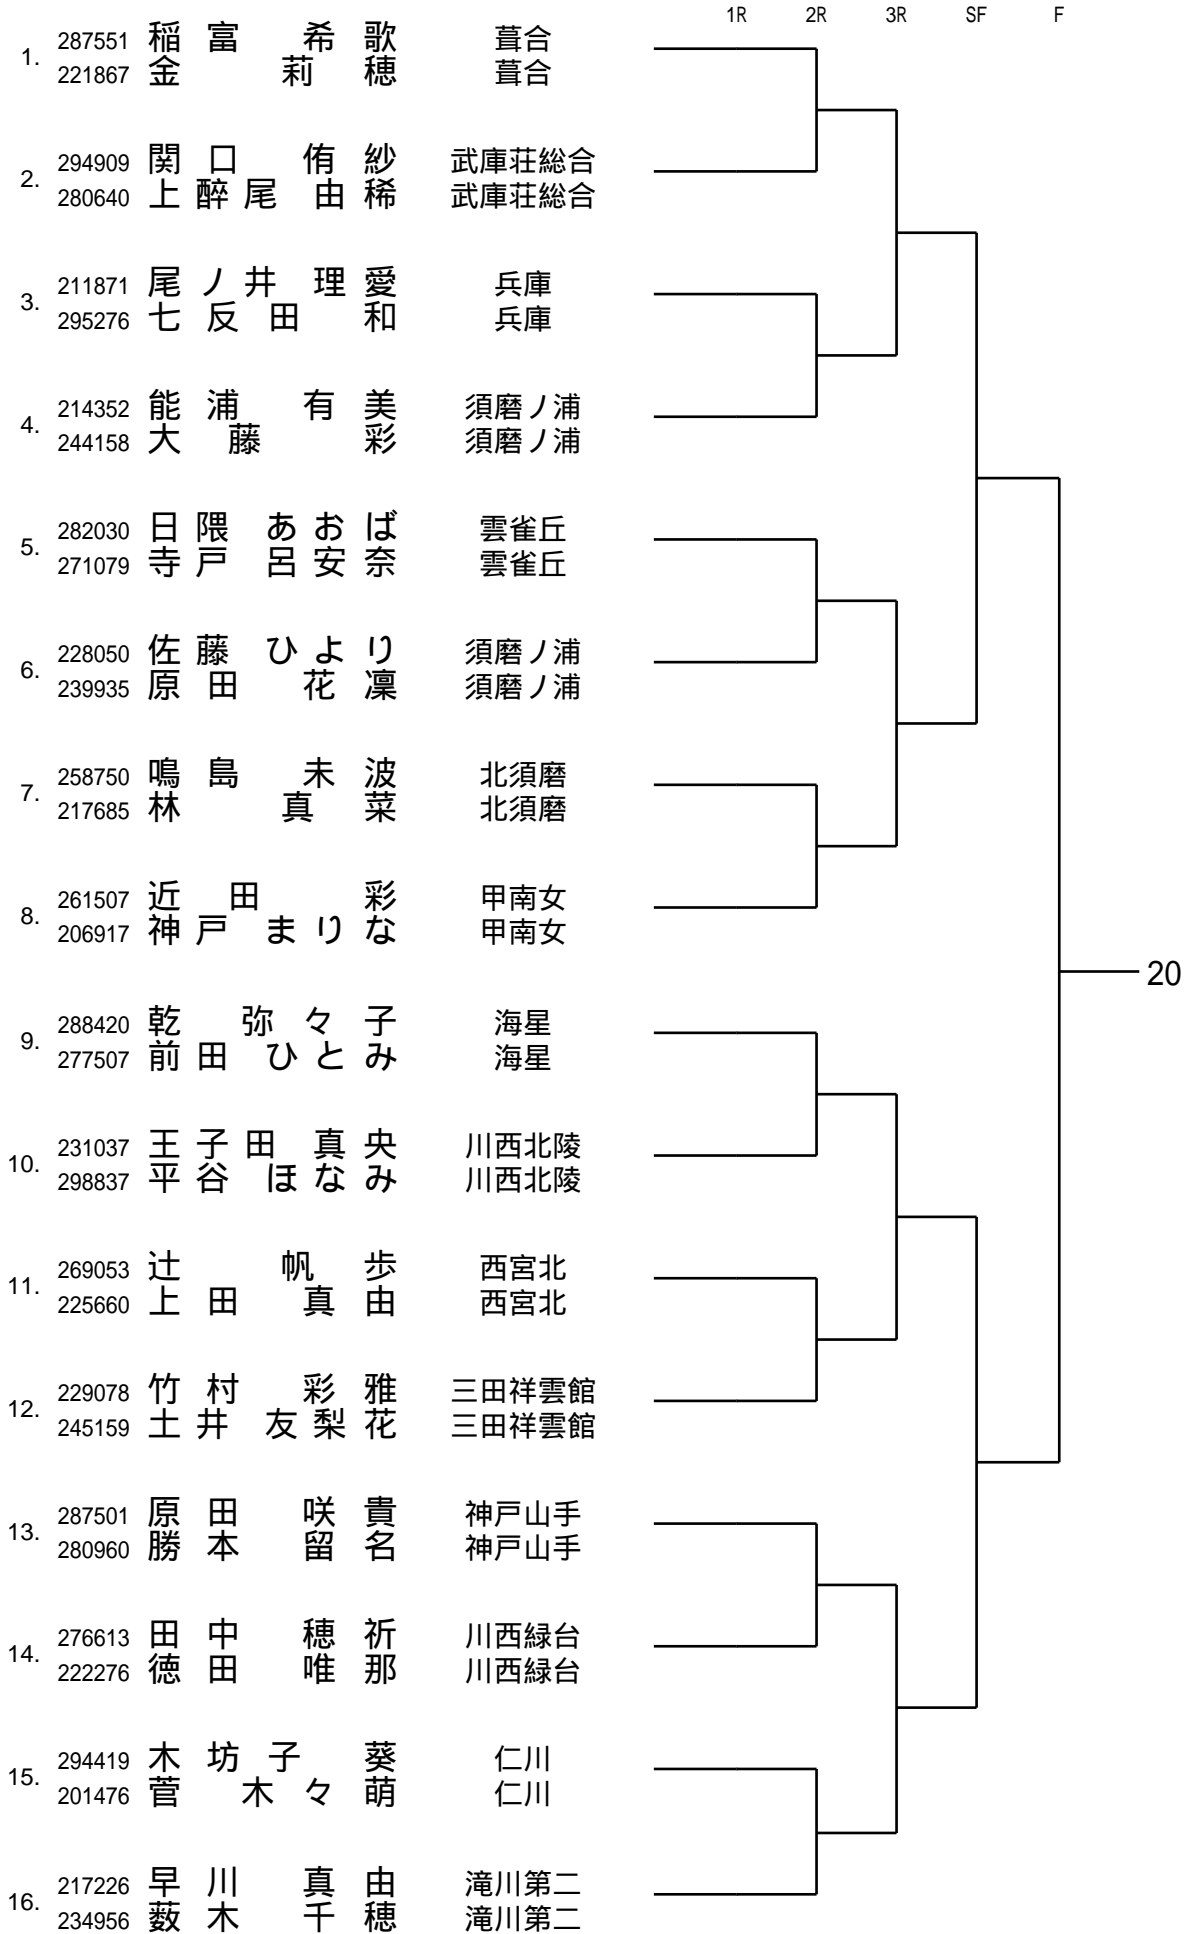 1R 2R 3R SF F
1.
287551 稲富 希歌 葺合
221867 金 莉穂 葺合
2.
294909 関口 侑紗 武庫荘総合
280640 上醉尾 由稀 武庫荘総合
3.
211871 尾ノ井 理愛 兵庫
295276 七反田 和 兵庫
4.
214352 能浦 有美 須磨ノ浦
244158 大藤 彩 須磨ノ浦
5.
282030 日隈 あおば 雲雀丘
271079 寺戸 呂安奈 雲雀丘
6.
228050 佐藤 ひより 須磨ノ浦
239935 原田 花凜 須磨ノ浦
7.
258750 鳴島 未波 北須磨
217685 林 真菜 北須磨
8.
261507 近田 彩 甲南女
206917 神戸 まりな 甲南女
20
9.
288420 乾 弥々子 海星
277507 前田 ひとみ 海星
10.
231037 王子田 真央 川西北陵
298837 平谷 ほなみ 川西北陵
11.
269053 辻 帆歩 西宮北
225660 上田 真由 西宮北
12.
229078 竹村 彩雅 三田祥雲館
245159 土井 友梨花 三田祥雲館
13.
287501 原田 咲貴 神戸山手
280960 勝本 留名 神戸山手
14.
276613 田中 穂祈 川西緑台
222276 徳田 唯那 川西緑台
15.
294419 木坊子 葵 仁川
201476 菅 木々萌 仁川
16.
217226 早川 真由 滝川第二
234956 薮木 千穂 滝川第二